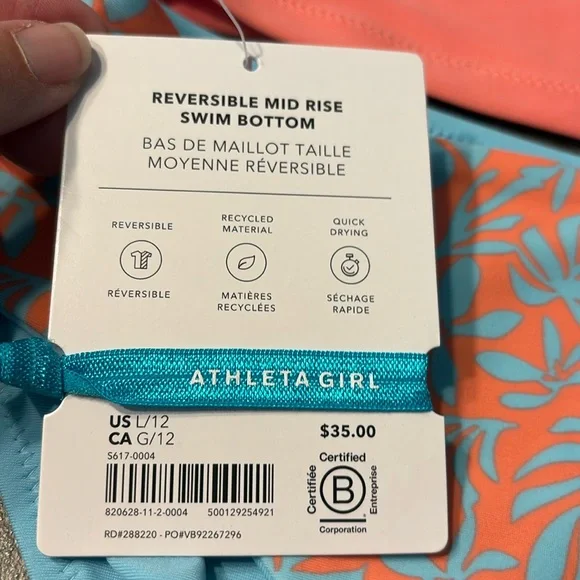 REVERSIBLE MID RISE
SWIM BOTTOM
BAS DE MAILLOT TAILLE
MOYENNE RÉVERSIBLE
REVERSIBLE
RÉVERSIBLE
RECYCLED
MATERIAL
MATIÈRES
RECYCLÉES
QUICK
DRYING
SÉCHAGE
RAPIDE
ATHLETA GIRL
US L/12
CA G/12
S617-0004
$35.00
820628-11-2-0004 500129254921
RD#288220 - PO#VB92267296
Certified
Certifiée
B
Entreprise
Corporation